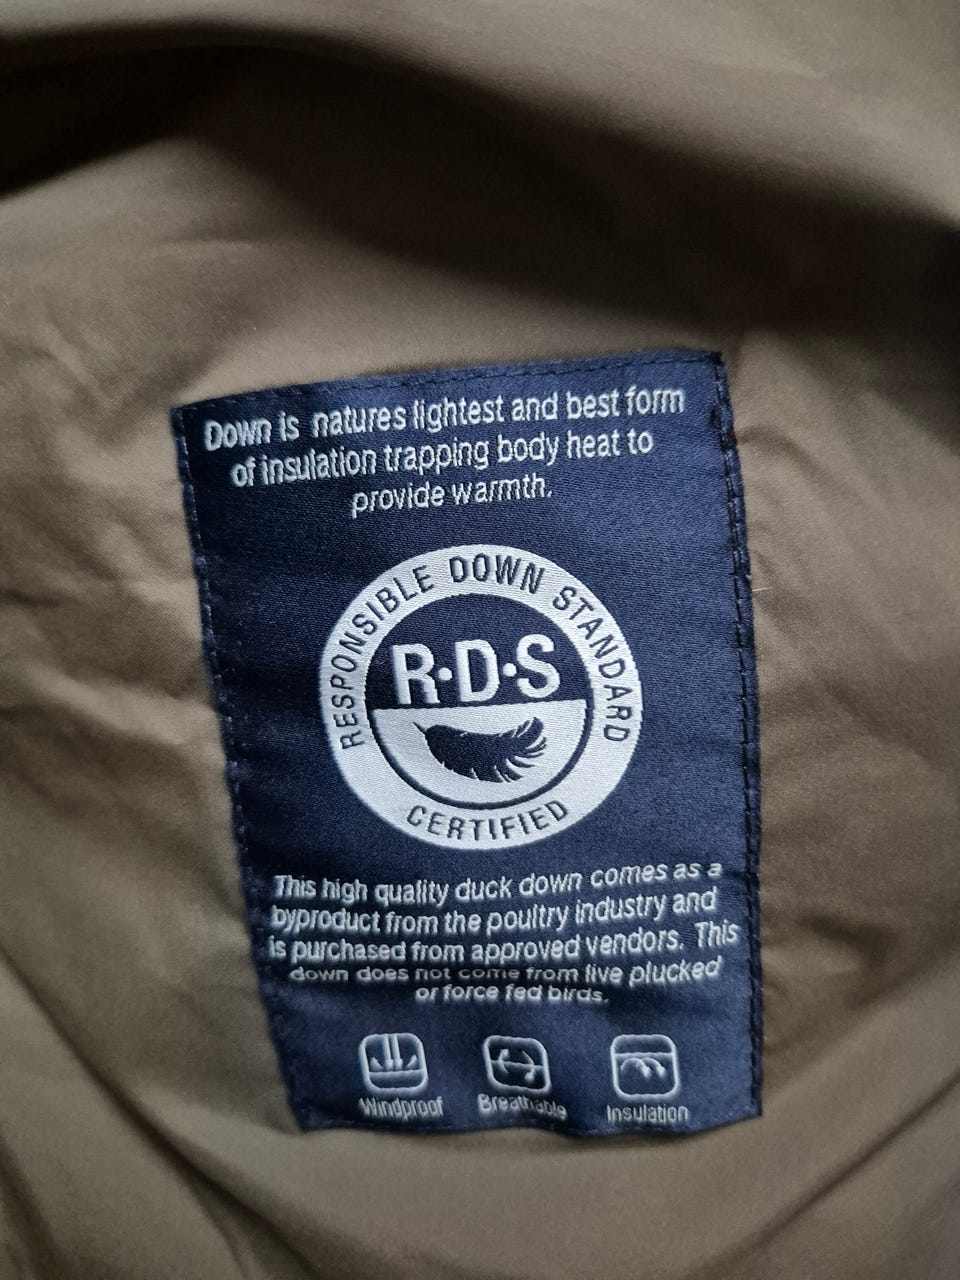 Down is natures lightest and best form
of insulation trapping body heat to
provide warmth.
RESPONSIBLE DOWN STANDARD
R·D·S
CERTIFIED
This high quality duck down comes as a
byproduct from the poultry industry and
is purchased from approved vendors. This
down does not come from live plucked
or force fed birds.
Windproof Breathable Insulation